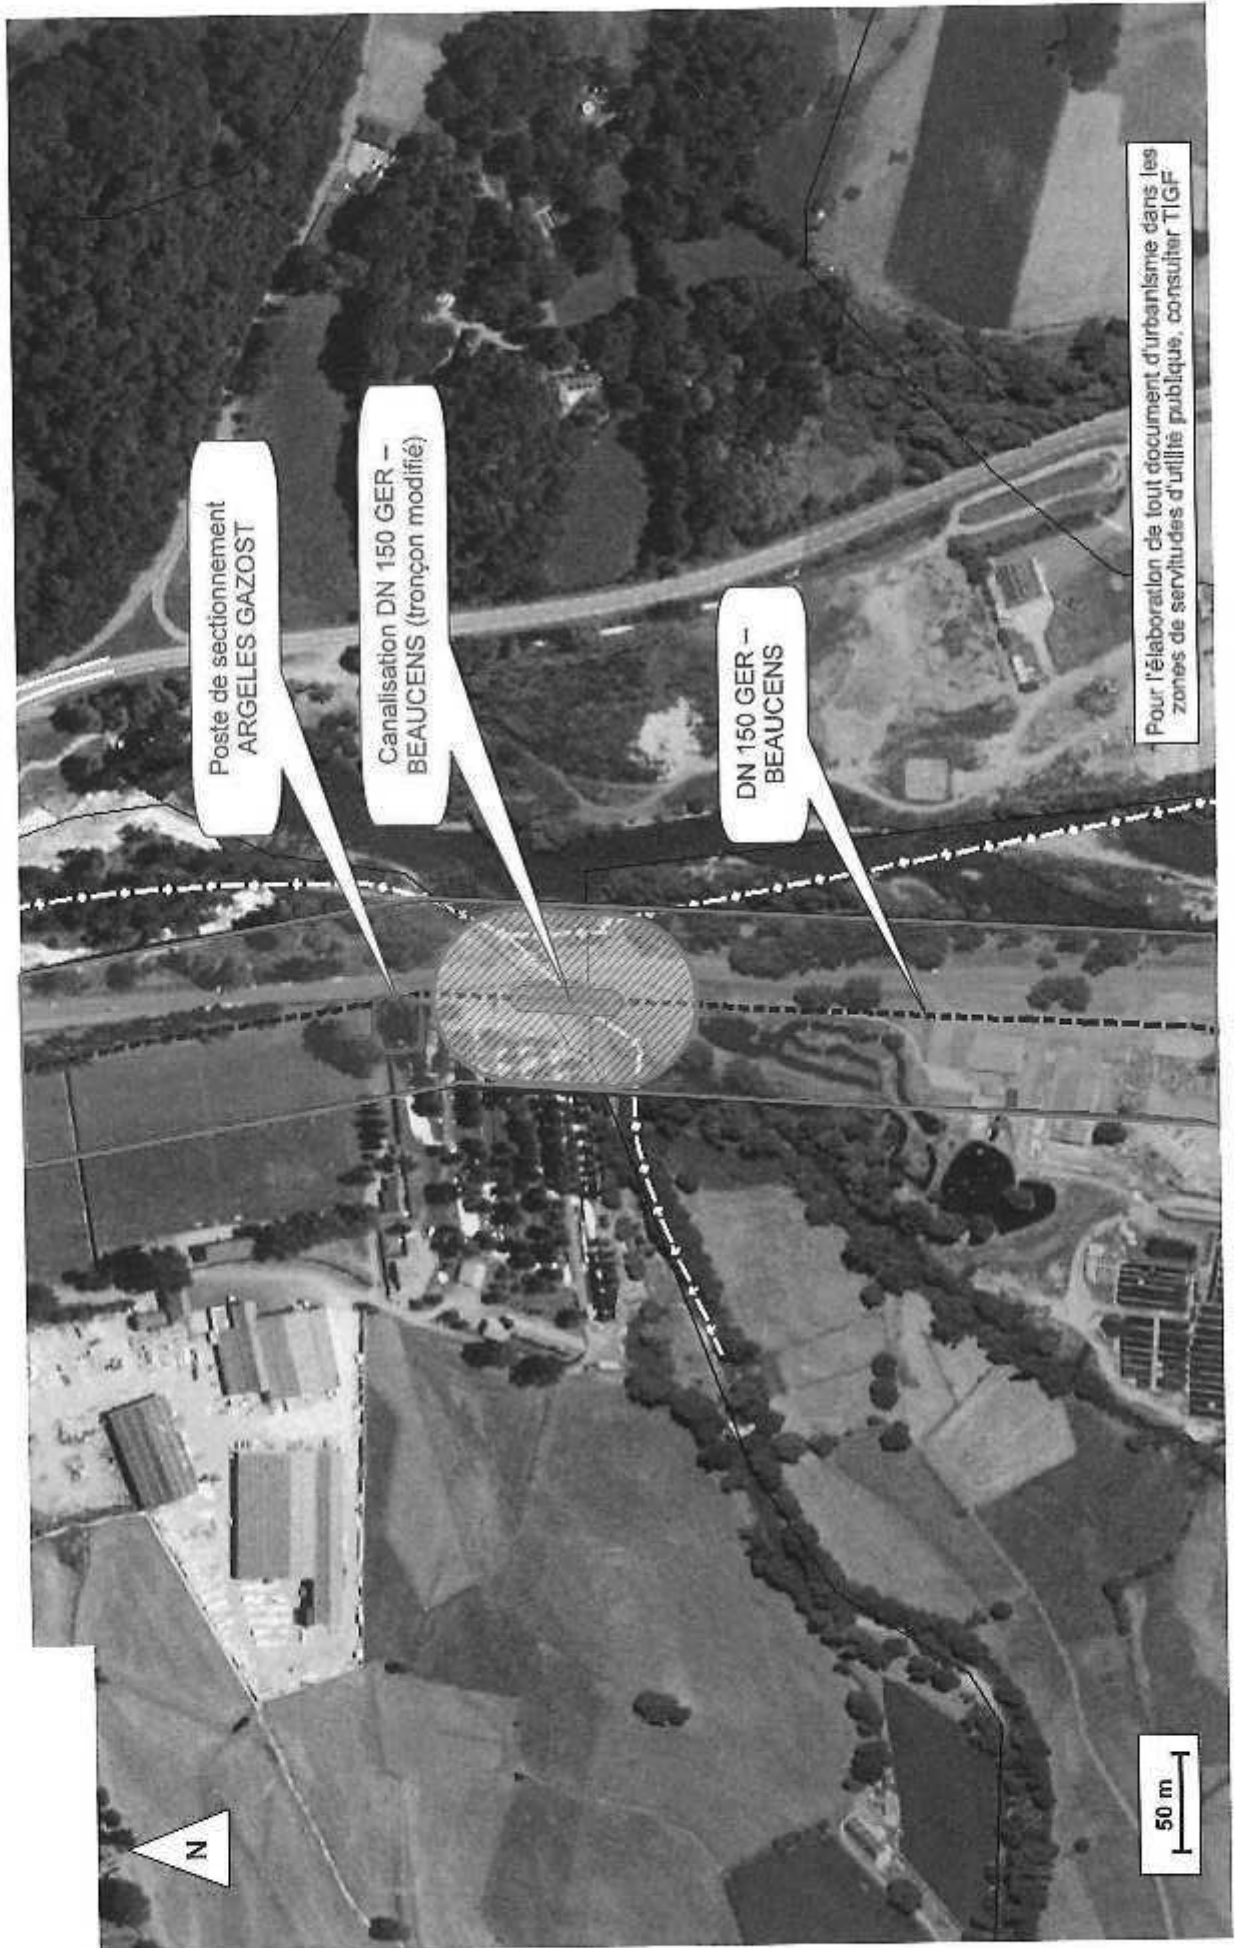 Poste de sectionnement
ARGELES GAZOST
Canalisation DN 150 GER –
BEAUCENS (tronçon modifié)
DN 150 GER –
BEAUCENS
Pour l'élaboration de tout document d'urbanisme dans les
zones de servitudes d'utilité publique, consulter TIGF
N
50 m